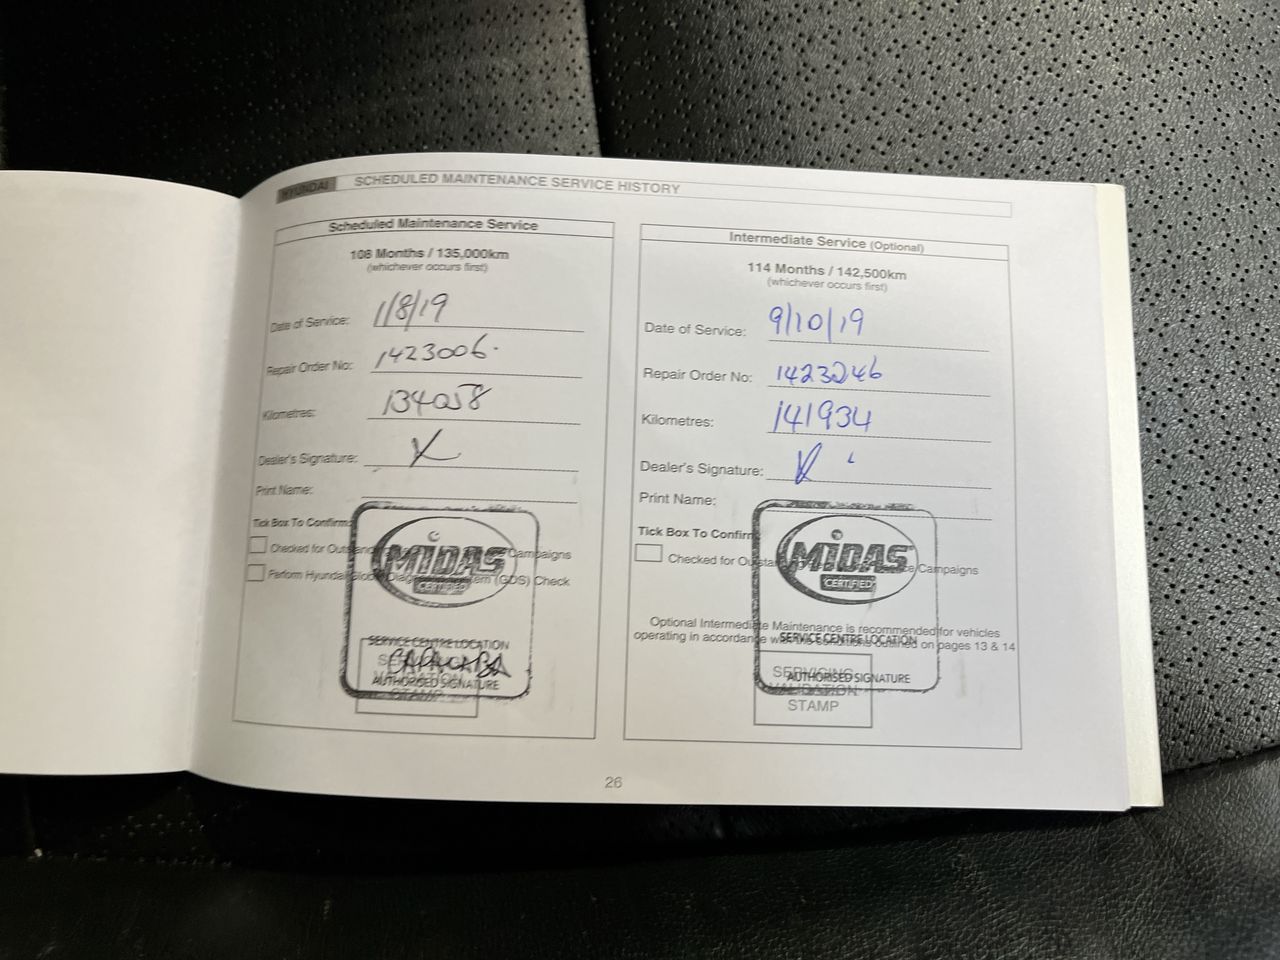 HYUNDAI SCHEDULED MAINTENANCE SERVICE HISTORY
Scheduled Maintenance Service
108 Months / 135,000km
(whichever occurs first)
Date of Service: 1/8/19
Repair Order No: 1423006
Kilometres: 134058
Dealer's Signature:
Print Name:
Tick Box To Confirm
Checked for Campaigns
Perform Hyundai (GDS) Check
MIDAS
CERTIFIED
SERVICE CENTRE LOCATION
AUTHORISED SIGNATURE
STAMP
Intermediate Service (Optional)
114 Months / 142,500km
(whichever occurs first)
Date of Service: 9/10/19
Repair Order No: 1423246
Kilometres: 141934
Dealer's Signature:
Print Name:
Tick Box To Confirm
Checked for Campaigns
MIDAS
CERTIFIED
Optional Intermediate Maintenance is recommended for vehicles
operating in accordance with the conditions outlined on pages 13 & 14
SERVICE CENTRE LOCATION
SERVICING
AUTHORISED SIGNATURE
VALIDATION
STAMP
26